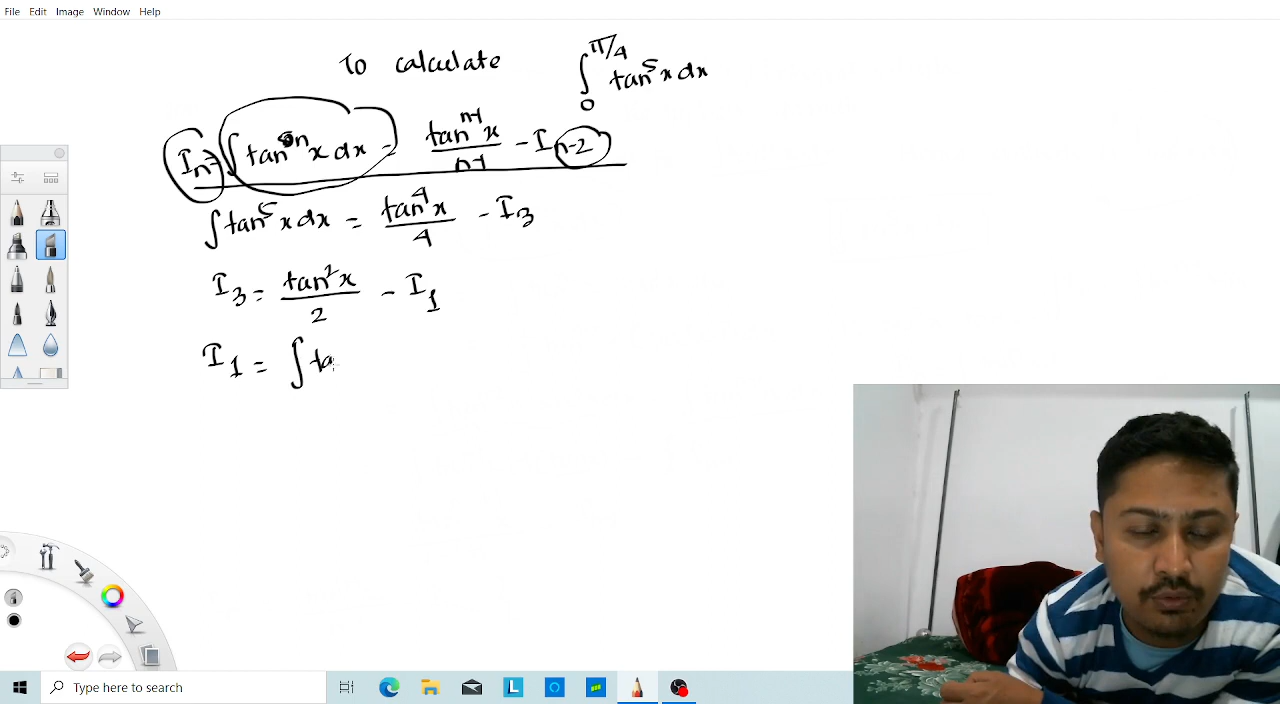 File Edit Image Window Help
To calculate ∫₀^{π/4} tan⁵x dx
Iₙ = ∫tanⁿx dx = tanⁿ⁻¹x / n-1 - Iₙ₋₂
∫tan⁵x dx = tan⁴x / 4 - I₃
I₃ = tan²x / 2 - I₁
I₁ = ∫ta
Type here to search